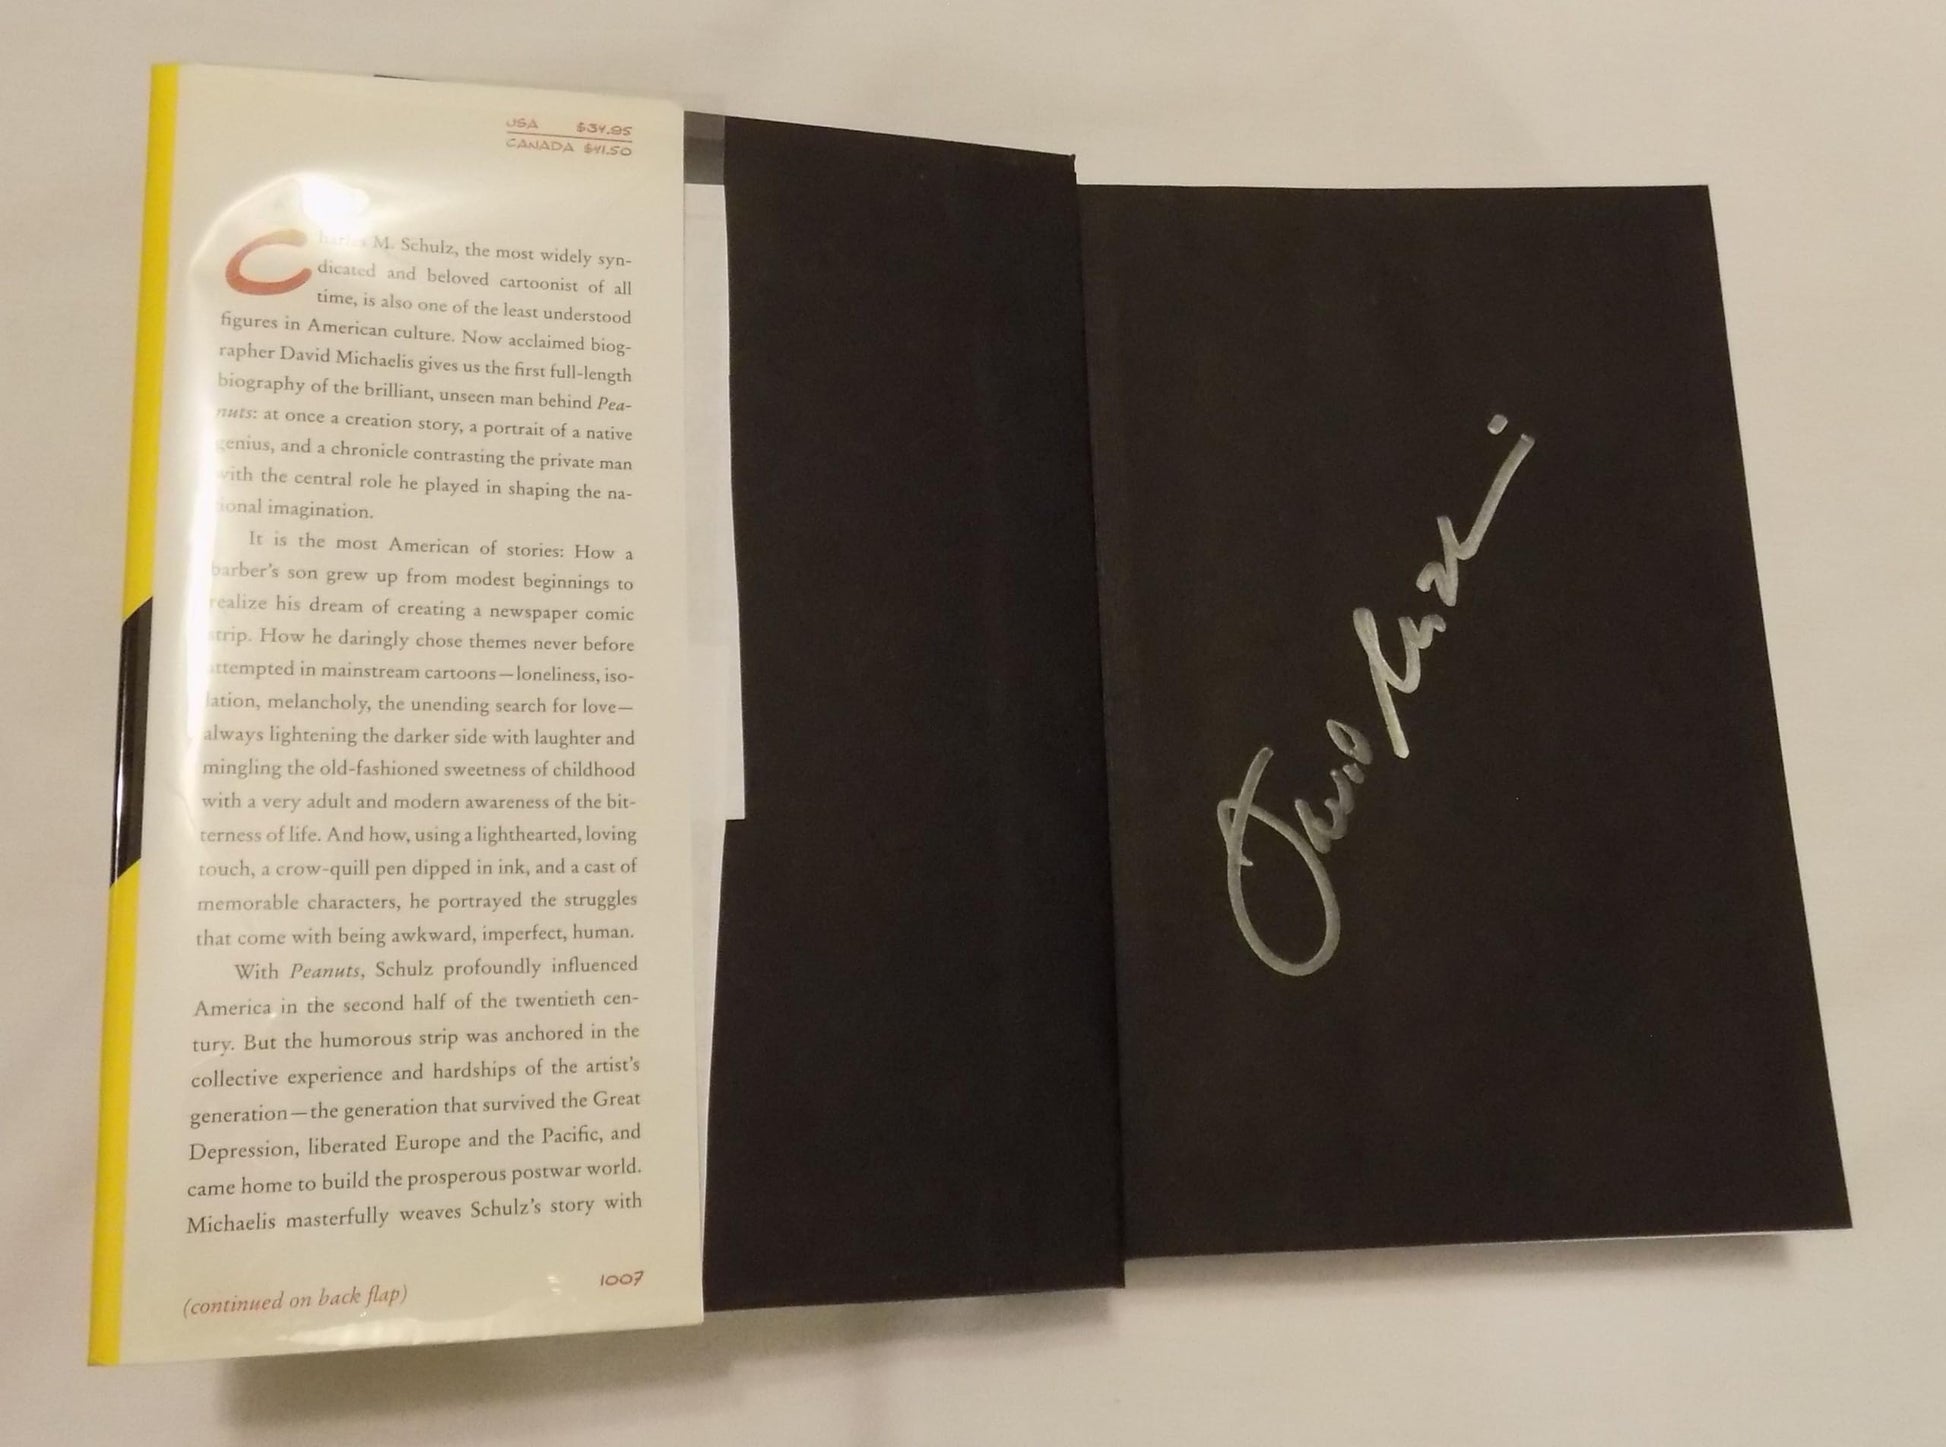 USA $34.95
CANADA $41.50
Charles M. Schulz, the most widely syn-
dicated and beloved cartoonist of all
time, is also one of the least understood
figures in American culture. Now acclaimed biog-
rapher David Michaelis gives us the first full-length
biography of the brilliant, unseen man behind Pea-
nuts: at once a creation story, a portrait of a native
genius, and a chronicle contrasting the private man
with the central role he played in shaping the na-
tional imagination.
It is the most American of stories: How a
barber's son grew up from modest beginnings to
realize his dream of creating a newspaper comic
strip. How he daringly chose themes never before
attempted in mainstream cartoons—loneliness, iso-
lation, melancholy, the unending search for love—
always lightening the darker side with laughter and
mingling the old-fashioned sweetness of childhood
with a very adult and modern awareness of the bit-
terness of life. And how, using a lighthearted, loving
touch, a crow-quill pen dipped in ink, and a cast of
memorable characters, he portrayed the struggles
that come with being awkward, imperfect, human.
With Peanuts, Schulz profoundly influenced
America in the second half of the twentieth cen-
tury. But the humorous strip was anchored in the
collective experience and hardships of the artist's
generation—the generation that survived the Great
Depression, liberated Europe and the Pacific, and
came home to build the prosperous postwar world.
Michaelis masterfully weaves Schulz's story with
(continued on back flap)
1007
David